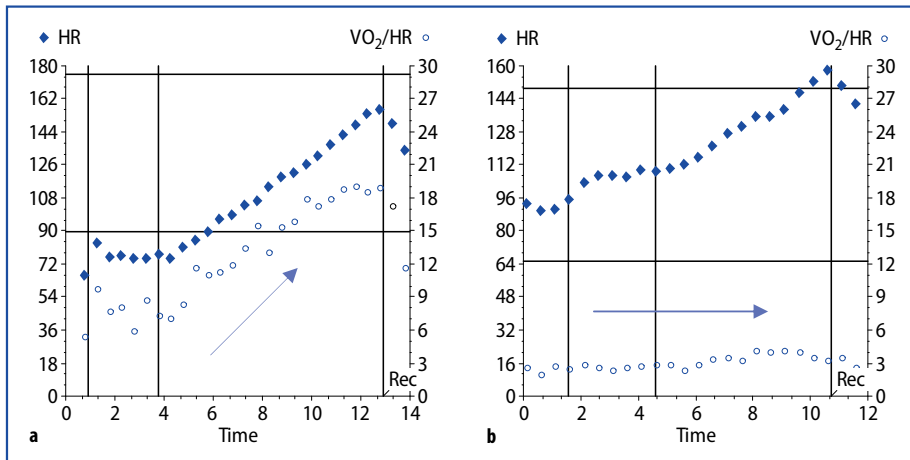 ◆ HR VO₂/HR ○
180 30
162 27
144 24
126 21
108 18
90 15
72 12
54 9
36 6
18 3
0 0
Rec
0 2 4 6 8 10 12 14
a Time
◆ HR VO₂/HR ○
160 30
144 27
128 24
112 21
96 18
80 15
64 12
48 9
32 6
16 3
0 0
Rec
0 2 4 6 8 10 12
b Time